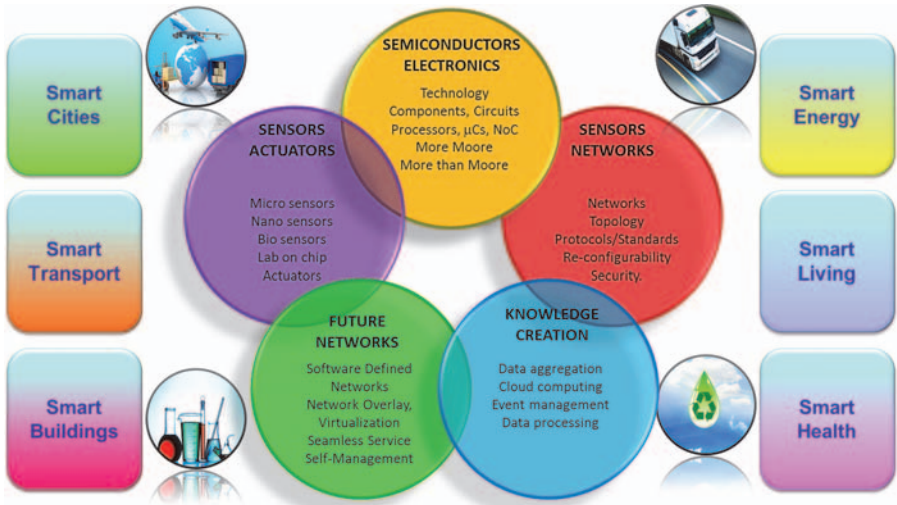 Smart
Cities
Smart
Transport
Smart
Buildings
SEMICONDUCTORS
ELECTRONICS
Technology
Components, Circuits
Processors, µCs, NoC
More Moore
More than Moore
SENSORS
ACTUATORS
Micro sensors
Nano sensors
Bio sensors
Lab on chip
Actuators
SENSORS
NETWORKS
Networks
Topology
Protocols/Standards
Re-configurability
Security.
FUTURE
NETWORKS
Software Defined
Networks
Network Overlay,
Virtualization
Seamless Service
Self-Management
KNOWLEDGE
CREATION
Data aggregation
Cloud computing
Event management
Data processing
Smart
Energy
Smart
Living
Smart
Health